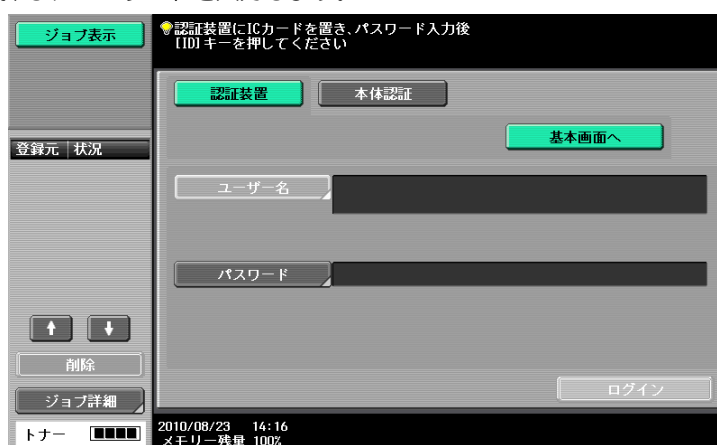 ジョブ表示
認証装置にICカードを置き、パスワード入力後
[ID]キーを押してください
認証装置
本体認証
基本画面へ
登録元 状況
ユーザー名
パスワード
↑ ↓
削除
ログイン
ジョブ詳細
トナー
2010/08/23 14:16
メモリー残量 100%